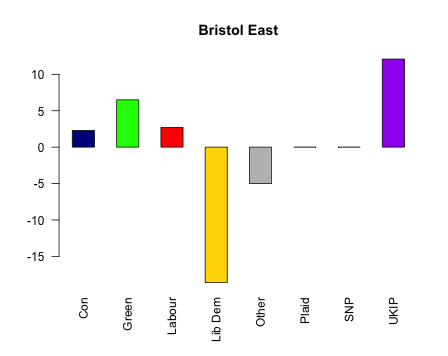 Bristol East
10
5
0
-5
-10
-15
Con
Green
Labour
Lib Dem
Other
Plaid
SNP
UKIP